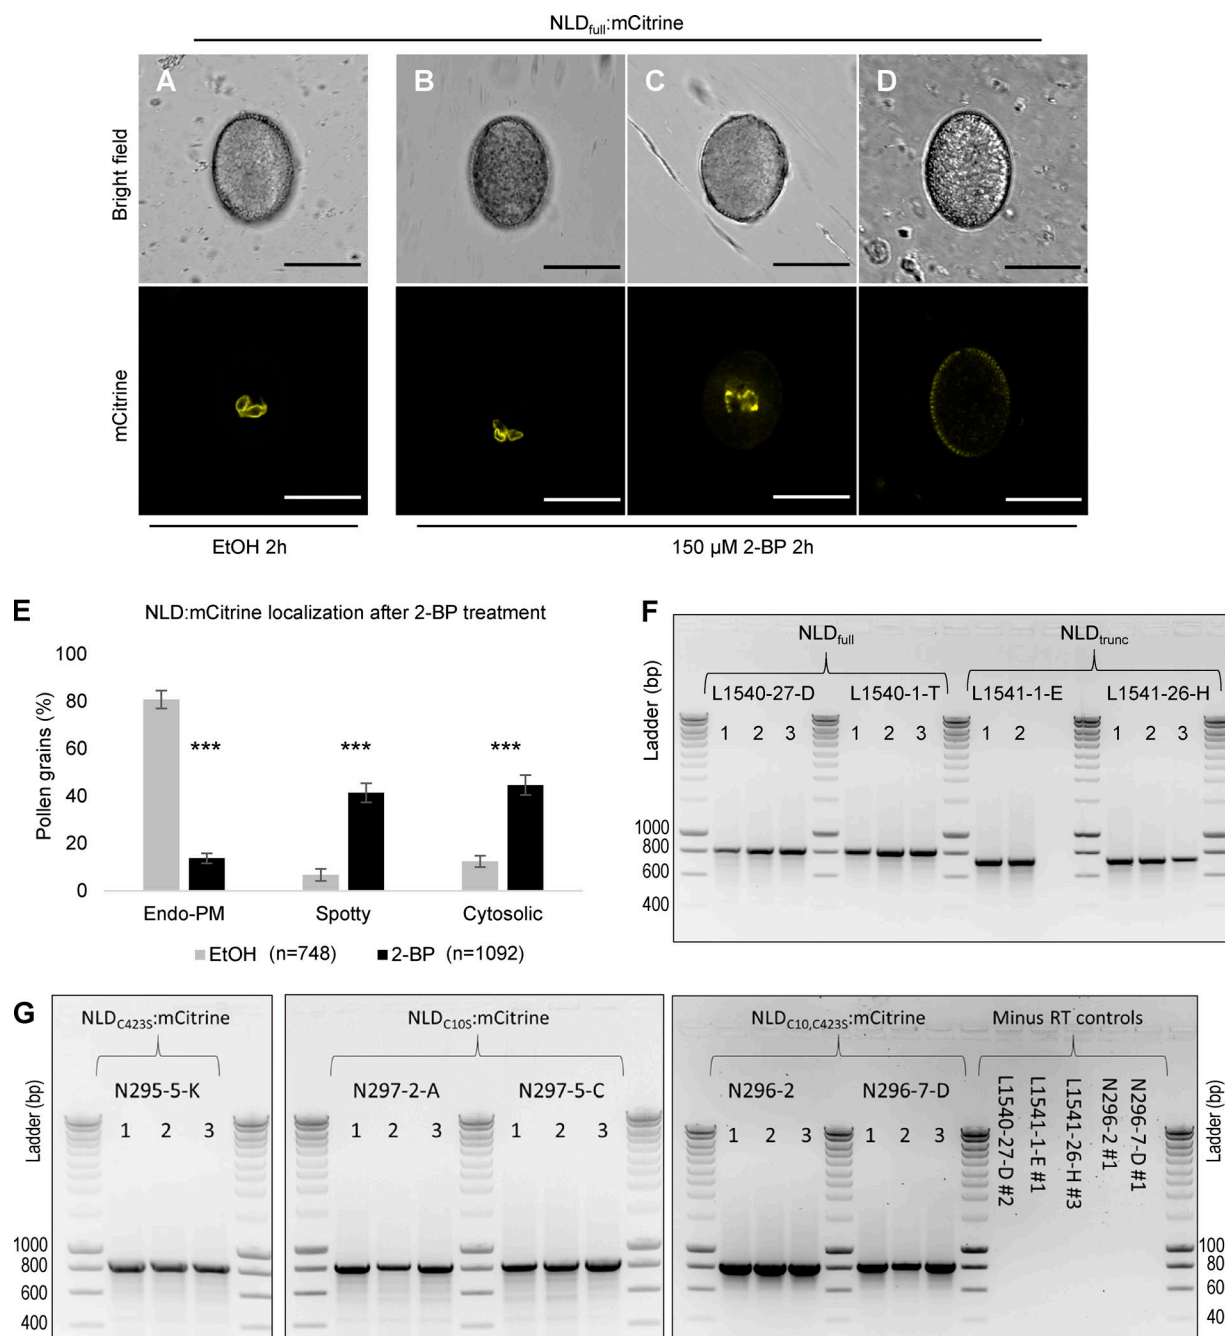 NLDfull:mCitrine
A
B
C
D
Bright field
mCitrine
EtOH 2h
150 µM 2-BP 2h
E
NLD:mCitrine localization after 2-BP treatment
Pollen grains (%)
100
80
60
40
20
0
***
***
***
Endo-PM Spotty Cytosolic
EtOH (n=748) 2-BP (n=1092)
F
Ladder (bp)
NLDfull NLDtrunc
L1540-27-D L1540-1-T L1541-1-E L1541-26-H
1 2 3 1 2 3 1 2 1 2 3
1000
800
600
400
G
Ladder (bp)
NLDC423S:mCitrine
N295-5-K
1 2 3
1000
800
600
400
NLDC10S:mCitrine
N297-2-A N297-5-C
1 2 3 1 2 3
NLDC10,C423S:mCitrine Minus RT controls
N296-2 N296-7-D
1 2 3 1 2 3
L1540-27-D #2
L1541-1-E #1
L1541-26-H #3
N296-2 #1
N296-7-D #1
Ladder (bp)
100
80
60
40